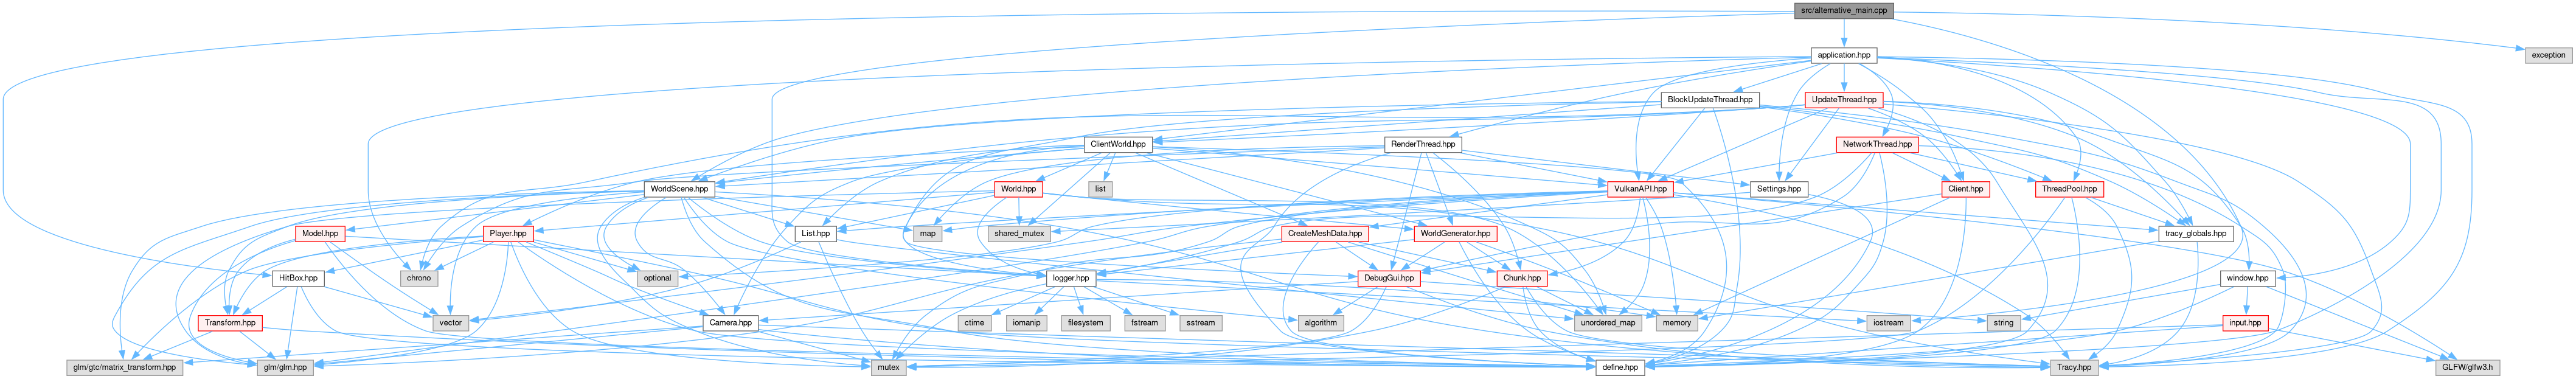 src/alternative_main.cpp
application.hpp
exception
BlockUpdateThread.hpp
UpdateThread.hpp
ClientWorld.hpp
RenderThread.hpp
NetworkThread.hpp
WorldScene.hpp
World.hpp
list
VulkanAPI.hpp
Settings.hpp
Client.hpp
ThreadPool.hpp
Model.hpp
Player.hpp
List.hpp
map
shared_mutex
CreateMeshData.hpp
WorldGenerator.hpp
tracy_globals.hpp
HitBox.hpp
chrono
optional
logger.hpp
DebugGui.hpp
Chunk.hpp
window.hpp
Transform.hpp
vector
Camera.hpp
ctime
iomanip
filesystem
fstream
sstream
algorithm
unordered_map
memory
iostream
string
input.hpp
glm/gtc/matrix_transform.hpp
glm/glm.hpp
mutex
define.hpp
Tracy.hpp
GLFW/glfw3.h